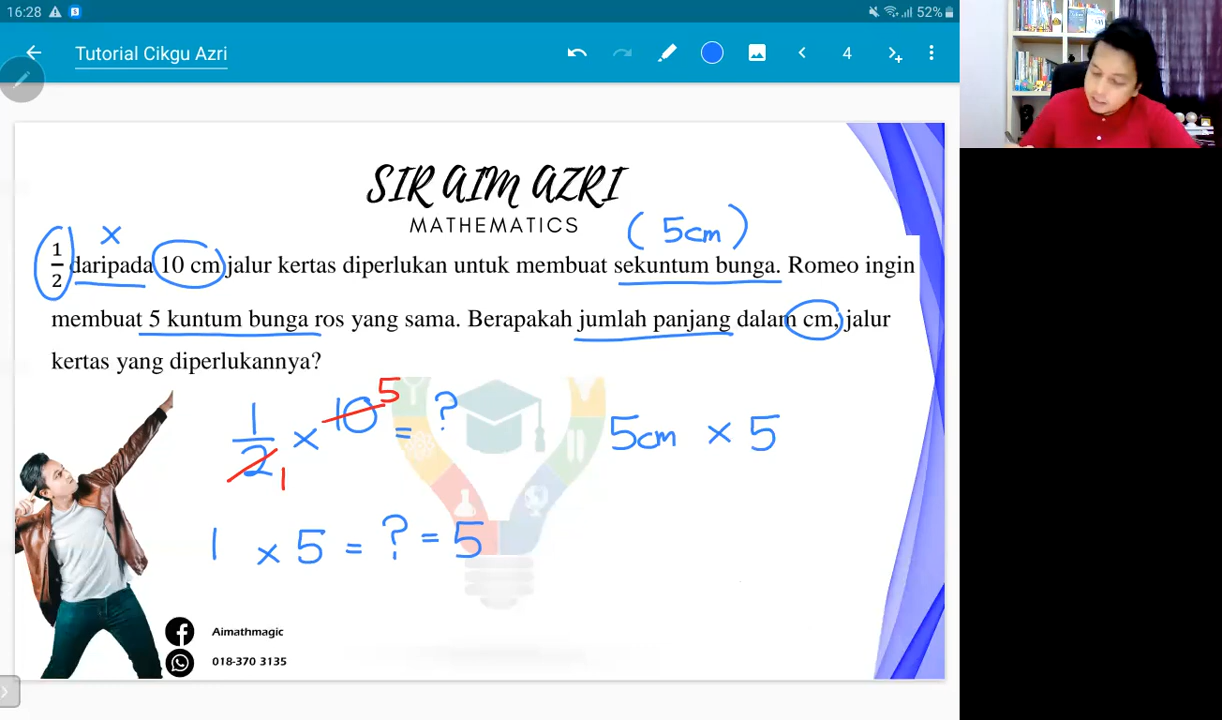 16:28
52%
Tutorial Cikgu Azri
4
SIR AIM AZRI
MATHEMATICS
× (5cm)
1/2 daripada 10 cm jalur kertas diperlukan untuk membuat sekuntum bunga. Romeo ingin
membuat 5 kuntum bunga ros yang sama. Berapakah jumlah panjang dalam cm, jalur
kertas yang diperlukannya?
5
1/2 × 10 = ?
1
5cm × 5
1 × 5 = ? = 5
Aimathmagic
018-370 3135